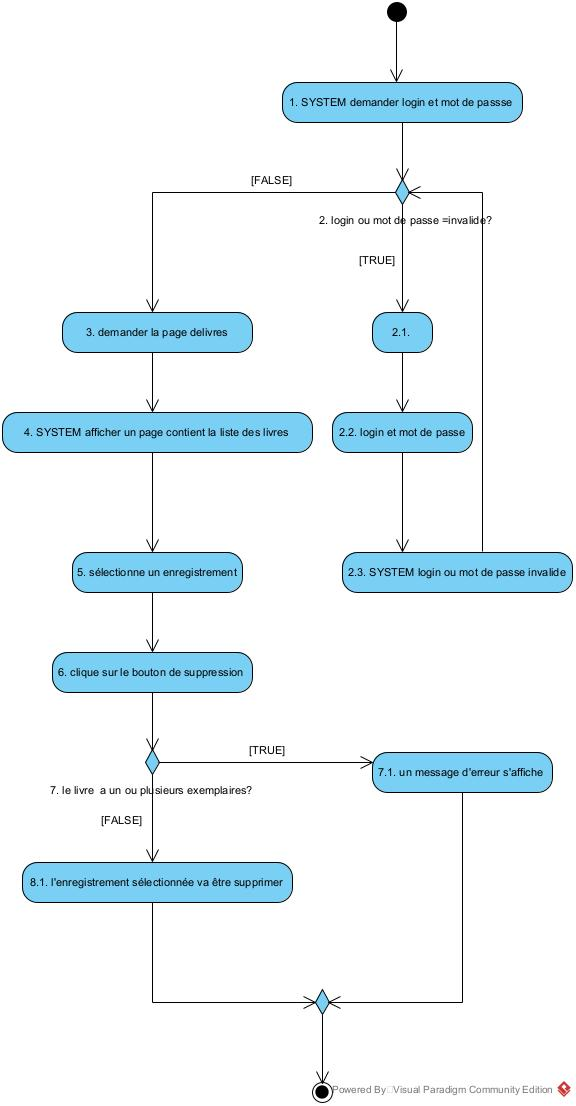 1. SYSTEM demander login et mot de passse
[FALSE]
2. login ou mot de passe =invalide?
[TRUE]
3. demander la page delivres
2.1.
4. SYSTEM afficher un page contient la liste des livres
2.2. login et mot de passe
5. sélectionne un enregistrement
2.3. SYSTEM login ou mot de passe invalide
6. clique sur le bouton de suppression
[TRUE]
7.1. un message d'erreur s'affiche
7. le livre a un ou plusieurs exemplaires?
[FALSE]
8.1. l'enregistrement sélectionnée va être supprimer
Powered By Visual Paradigm Community Edition